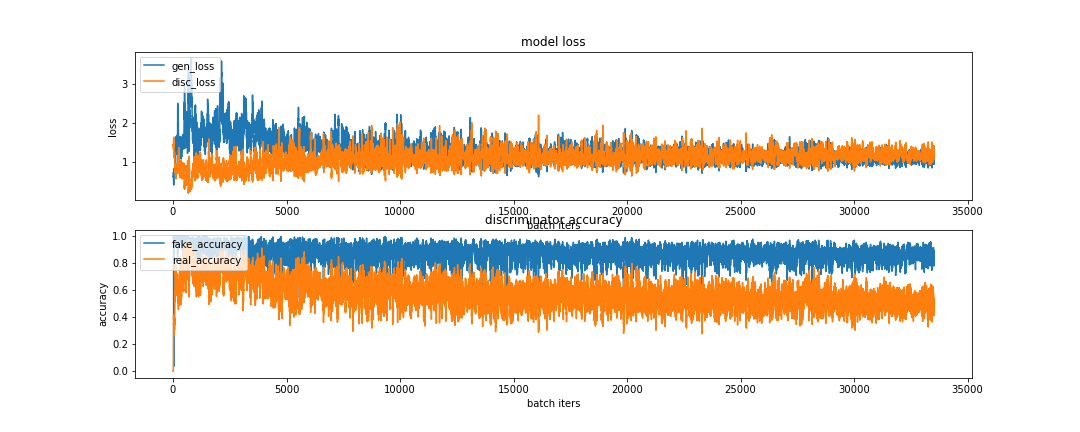 model loss
gen_loss
disc_loss
loss
3
2
1
0
5000
10000
15000
20000
25000
30000
35000
batch iters
discriminator accuracy
fake_accuracy
real_accuracy
accuracy
1.0
0.8
0.6
0.4
0.2
0.0
0
5000
10000
15000
20000
25000
30000
35000
batch iters